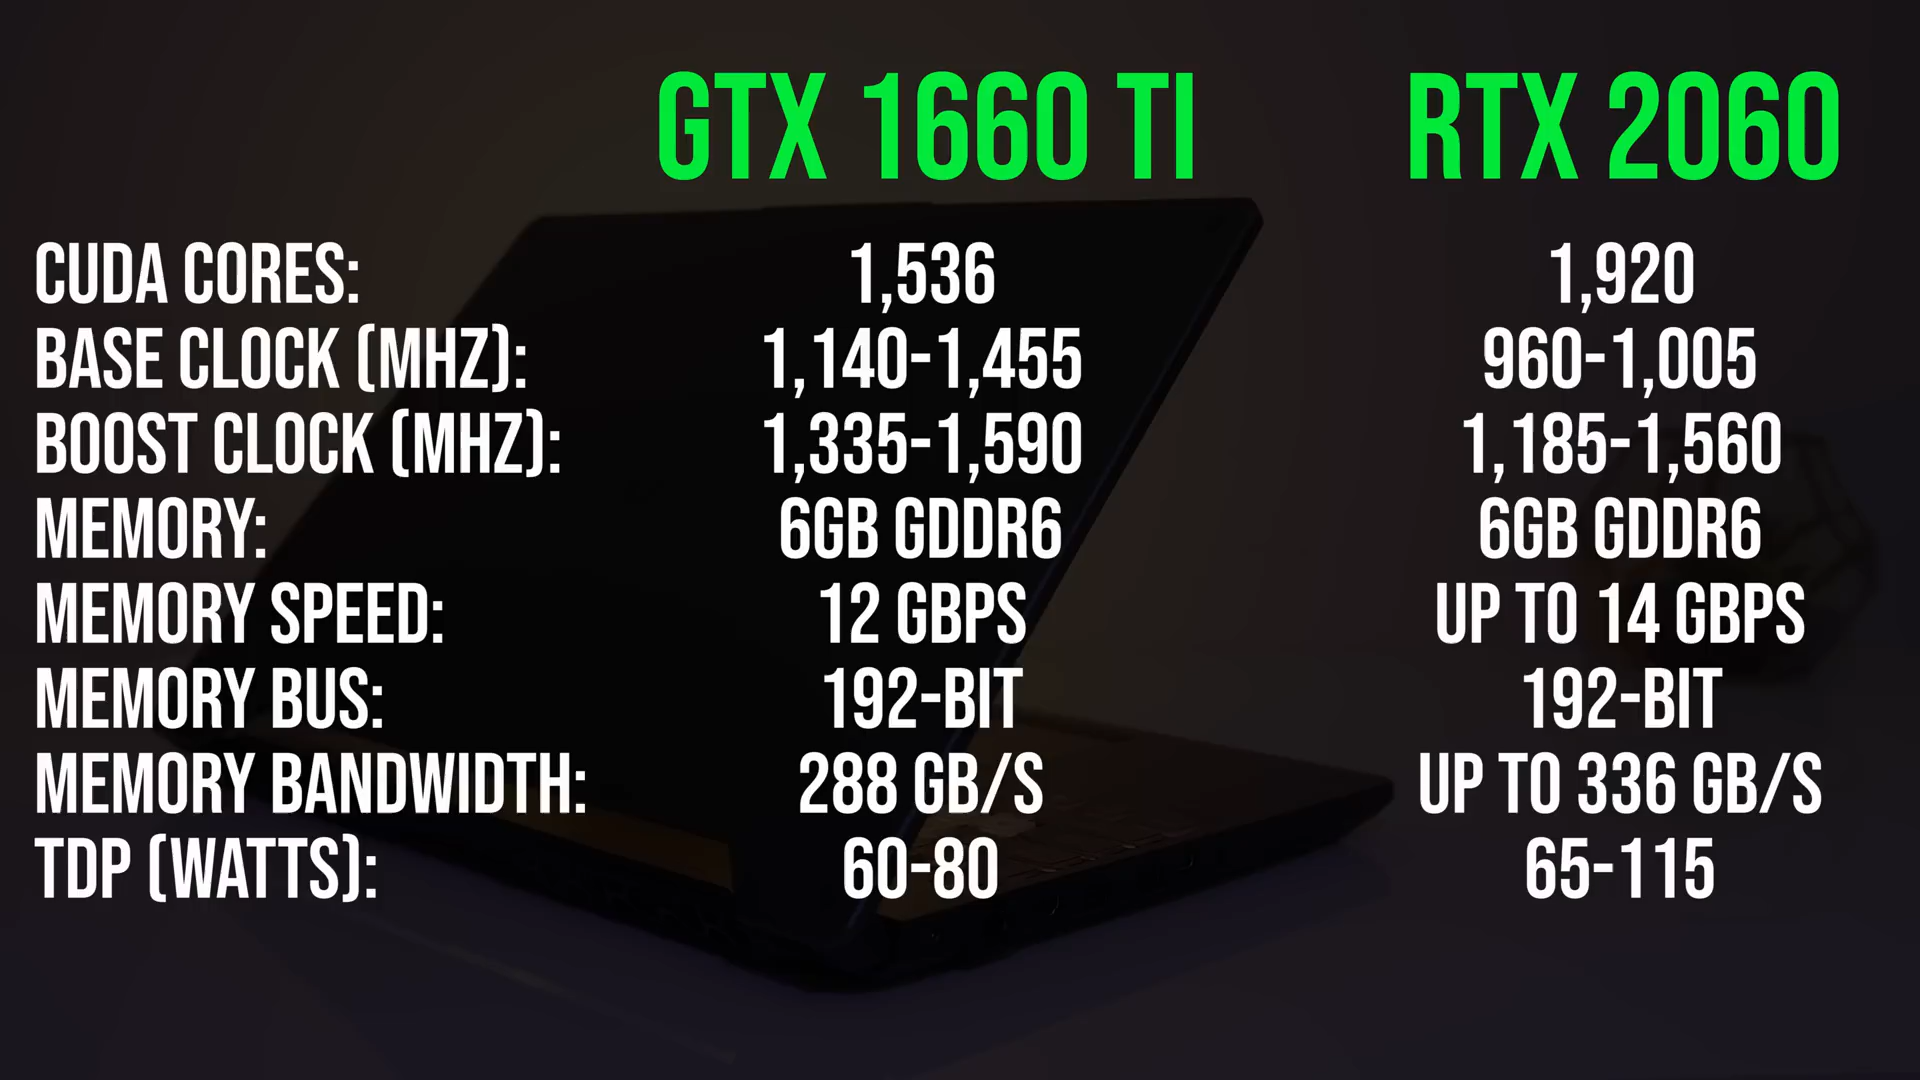 GTX 1660 TI RTX 2060
CUDA CORES: 1,536 1,920
BASE CLOCK (MHZ): 1,140-1,455 960-1,005
BOOST CLOCK (MHZ): 1,335-1,590 1,185-1,560
MEMORY: 6GB GDDR6 6GB GDDR6
MEMORY SPEED: 12 GBPS UP TO 14 GBPS
MEMORY BUS: 192-BIT 192-BIT
MEMORY BANDWIDTH: 288 GB/S UP TO 336 GB/S
TDP (WATTS): 60-80 65-115